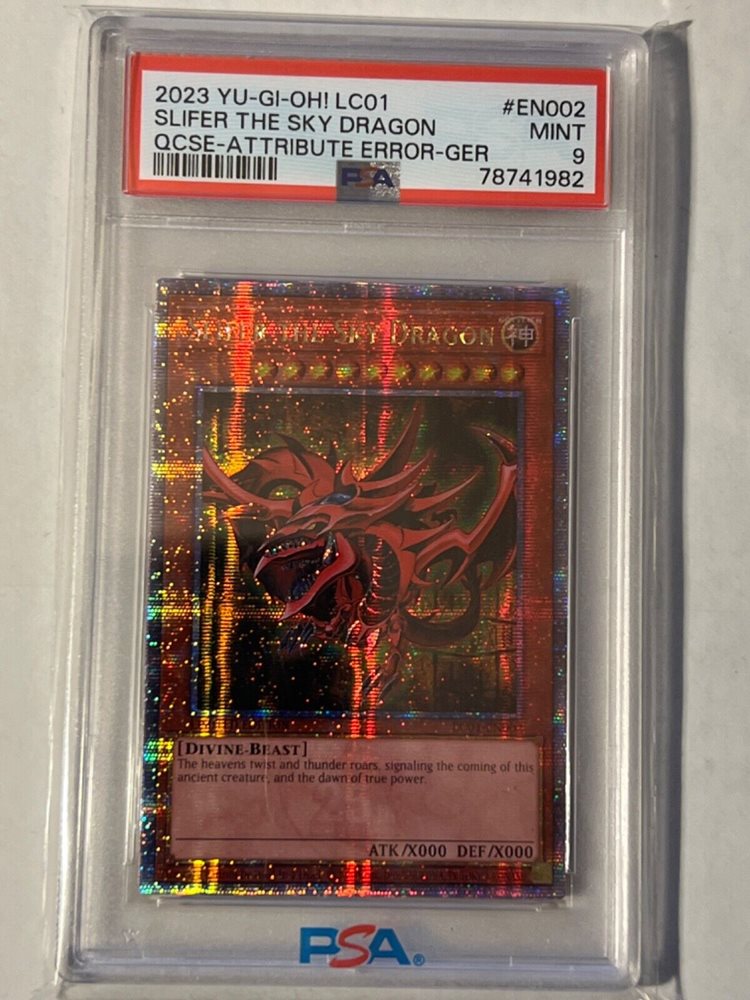 2023 YU-GI-OH! LC01 #EN002
SLIFER THE SKY DRAGON MINT
QCSE-ATTRIBUTE ERROR-GER 9
PSA 78741982
SLIFER THE SKY DRAGON 神
[DIVINE-BEAST]
The heavens twist and thunder roars, signaling the coming of this
ancient creature, and the dawn of true power.
ATK/X000 DEF/X000
PSA®